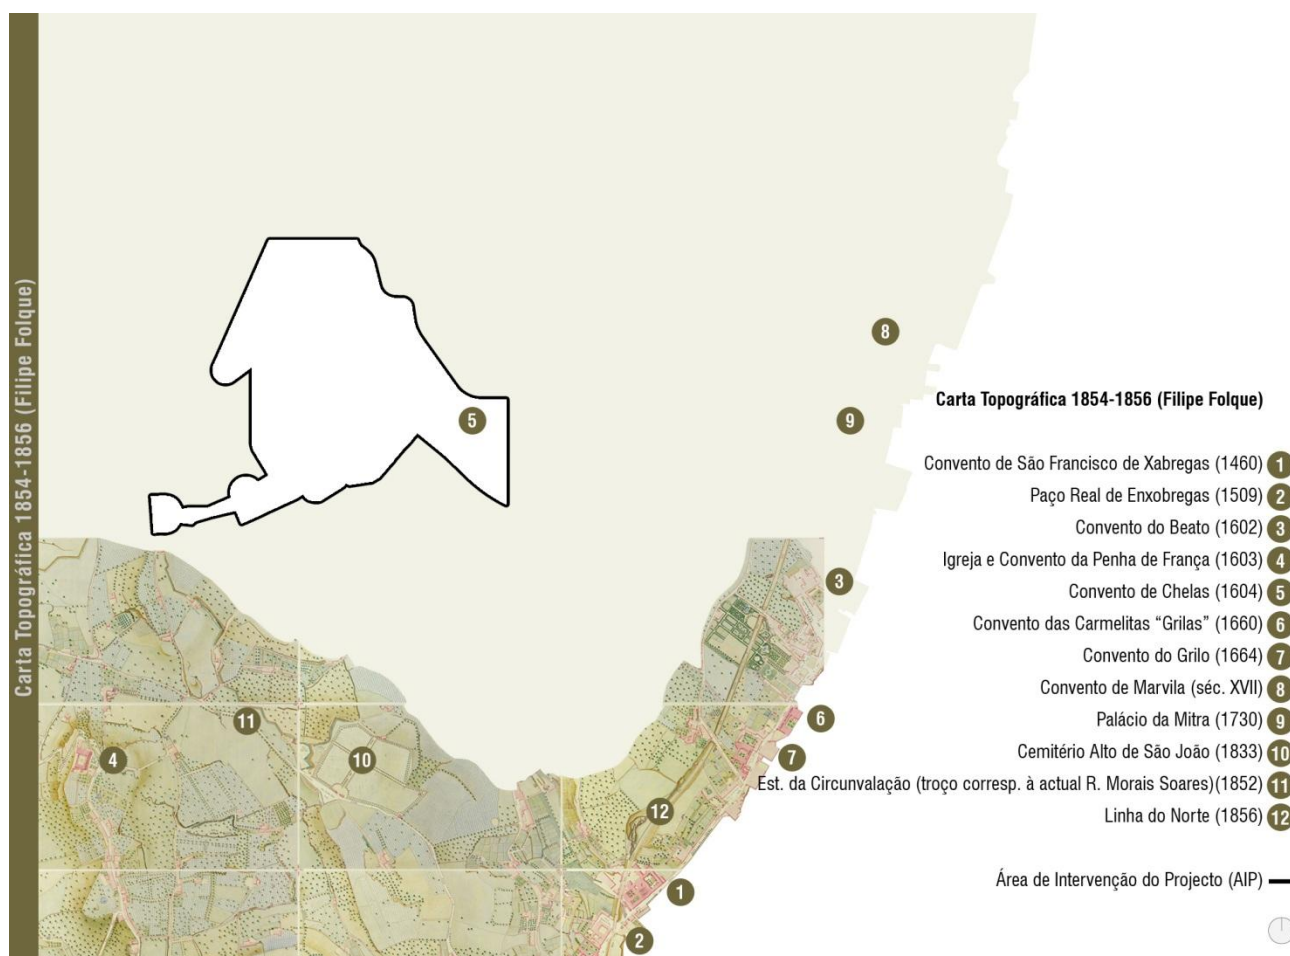 Carta Topográfica 1854-1856 (Filipe Folque)
8
5
9
3
6
11
7
4
10
12
1
2
Carta Topográfica 1854-1856 (Filipe Folque)
Convento de São Francisco de Xabregas (1460) 1
Paço Real de Enxobregas (1509) 2
Convento do Beato (1602) 3
Igreja e Convento da Penha de França (1603) 4
Convento de Chelas (1604) 5
Convento das Carmelitas “Grilas” (1660) 6
Convento do Grilo (1664) 7
Convento de Marvila (séc. XVII) 8
Palácio da Mitra (1730) 9
Cemitério Alto de São João (1833) 10
Est. da Circunvalação (troço corresp. à actual R. Morais Soares)(1852) 11
Linha do Norte (1856) 12
Área de Intervenção do Projecto (AIP)